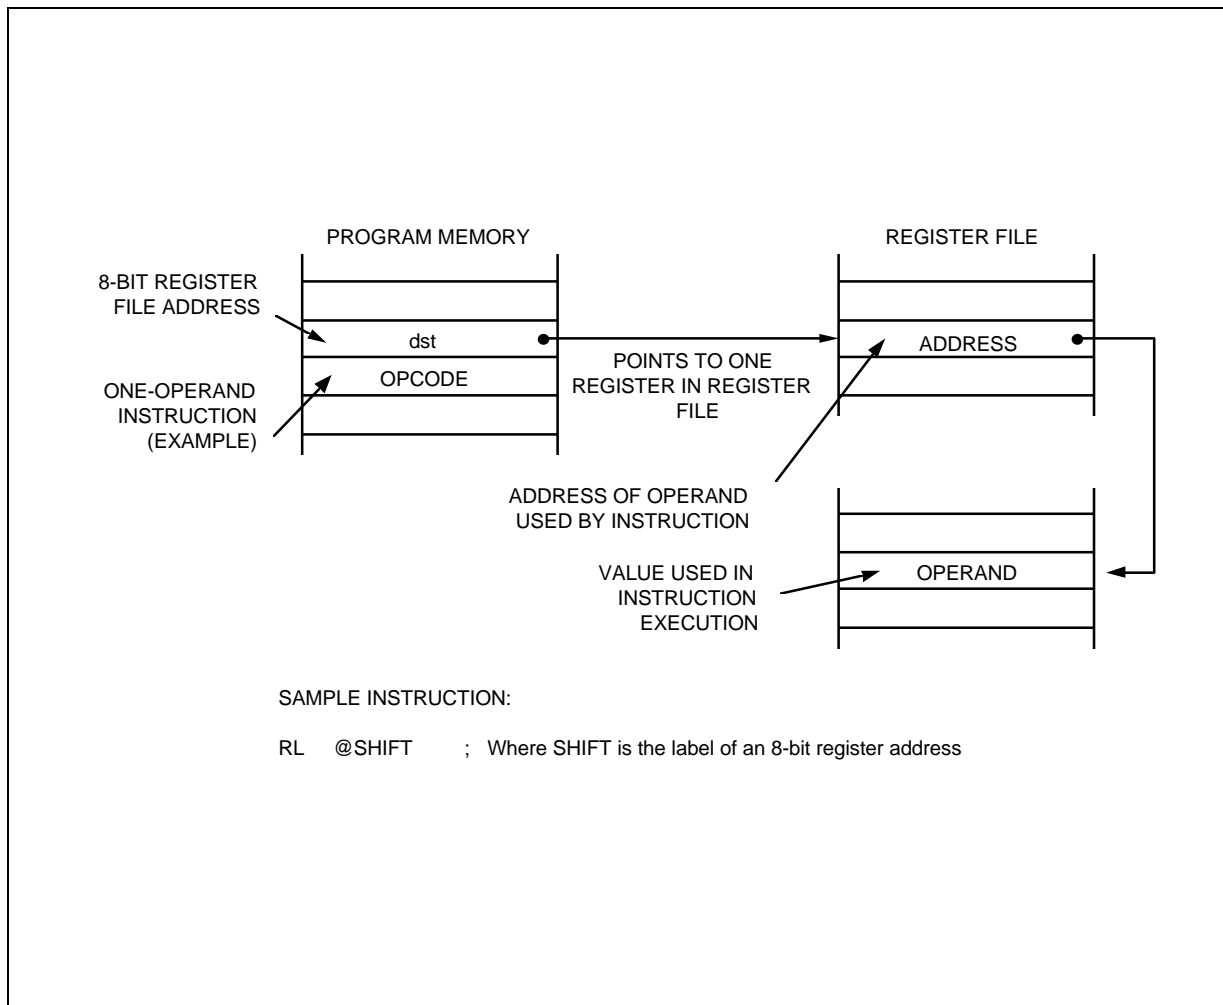 PROGRAM MEMORY
REGISTER FILE
8-BIT REGISTER
FILE ADDRESS
dst
OPCODE
ONE-OPERAND
INSTRUCTION
(EXAMPLE)
POINTS TO ONE
REGISTER IN REGISTER
FILE
ADDRESS
ADDRESS OF OPERAND
USED BY INSTRUCTION
VALUE USED IN
INSTRUCTION
EXECUTION
OPERAND
SAMPLE INSTRUCTION:
RL @SHIFT ; Where SHIFT is the label of an 8-bit register address